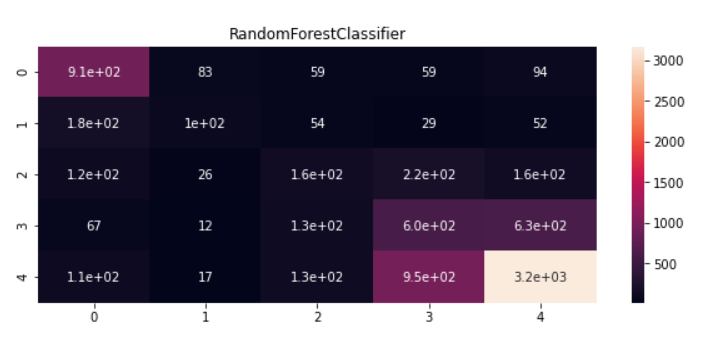 RandomForestClassifier
0 9.1e+02 83 59 59 94
1 1.8e+02 1e+02 54 29 52
2 1.2e+02 26 1.6e+02 2.2e+02 1.6e+02
3 67 12 1.3e+02 6.0e+02 6.3e+02
4 1.1e+02 17 1.3e+02 9.5e+02 3.2e+03
0 1 2 3 4
3000
2500
2000
1500
1000
500